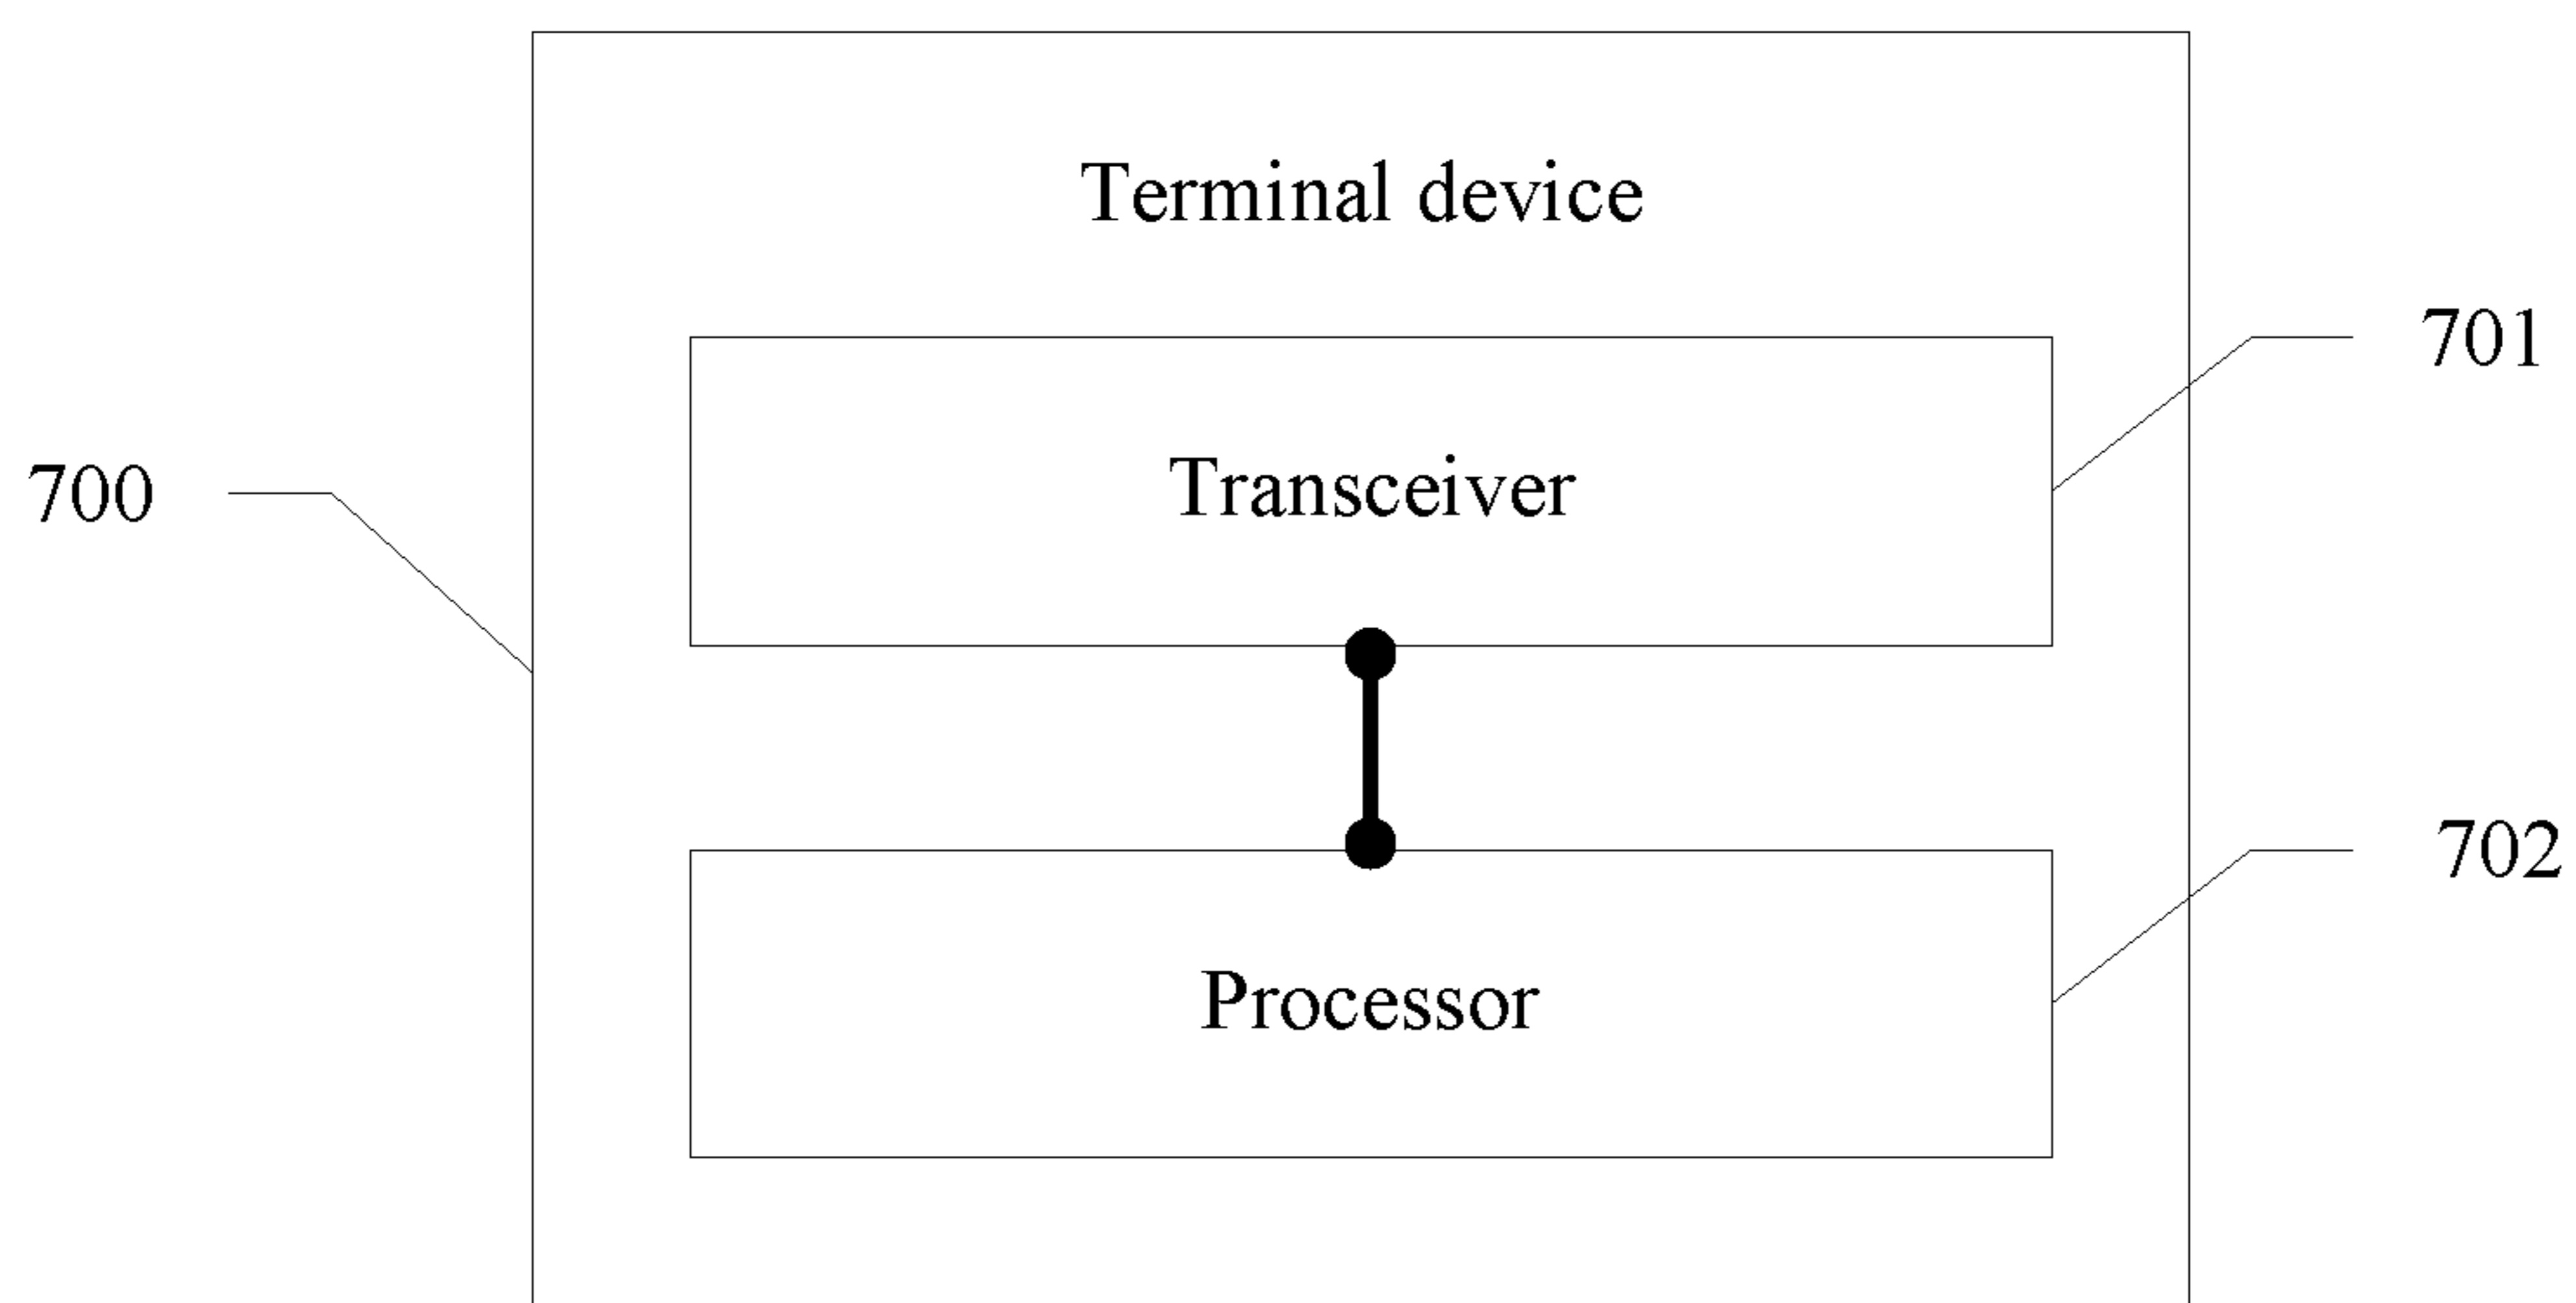 Terminal device
701
Transceiver
700
702
Processor